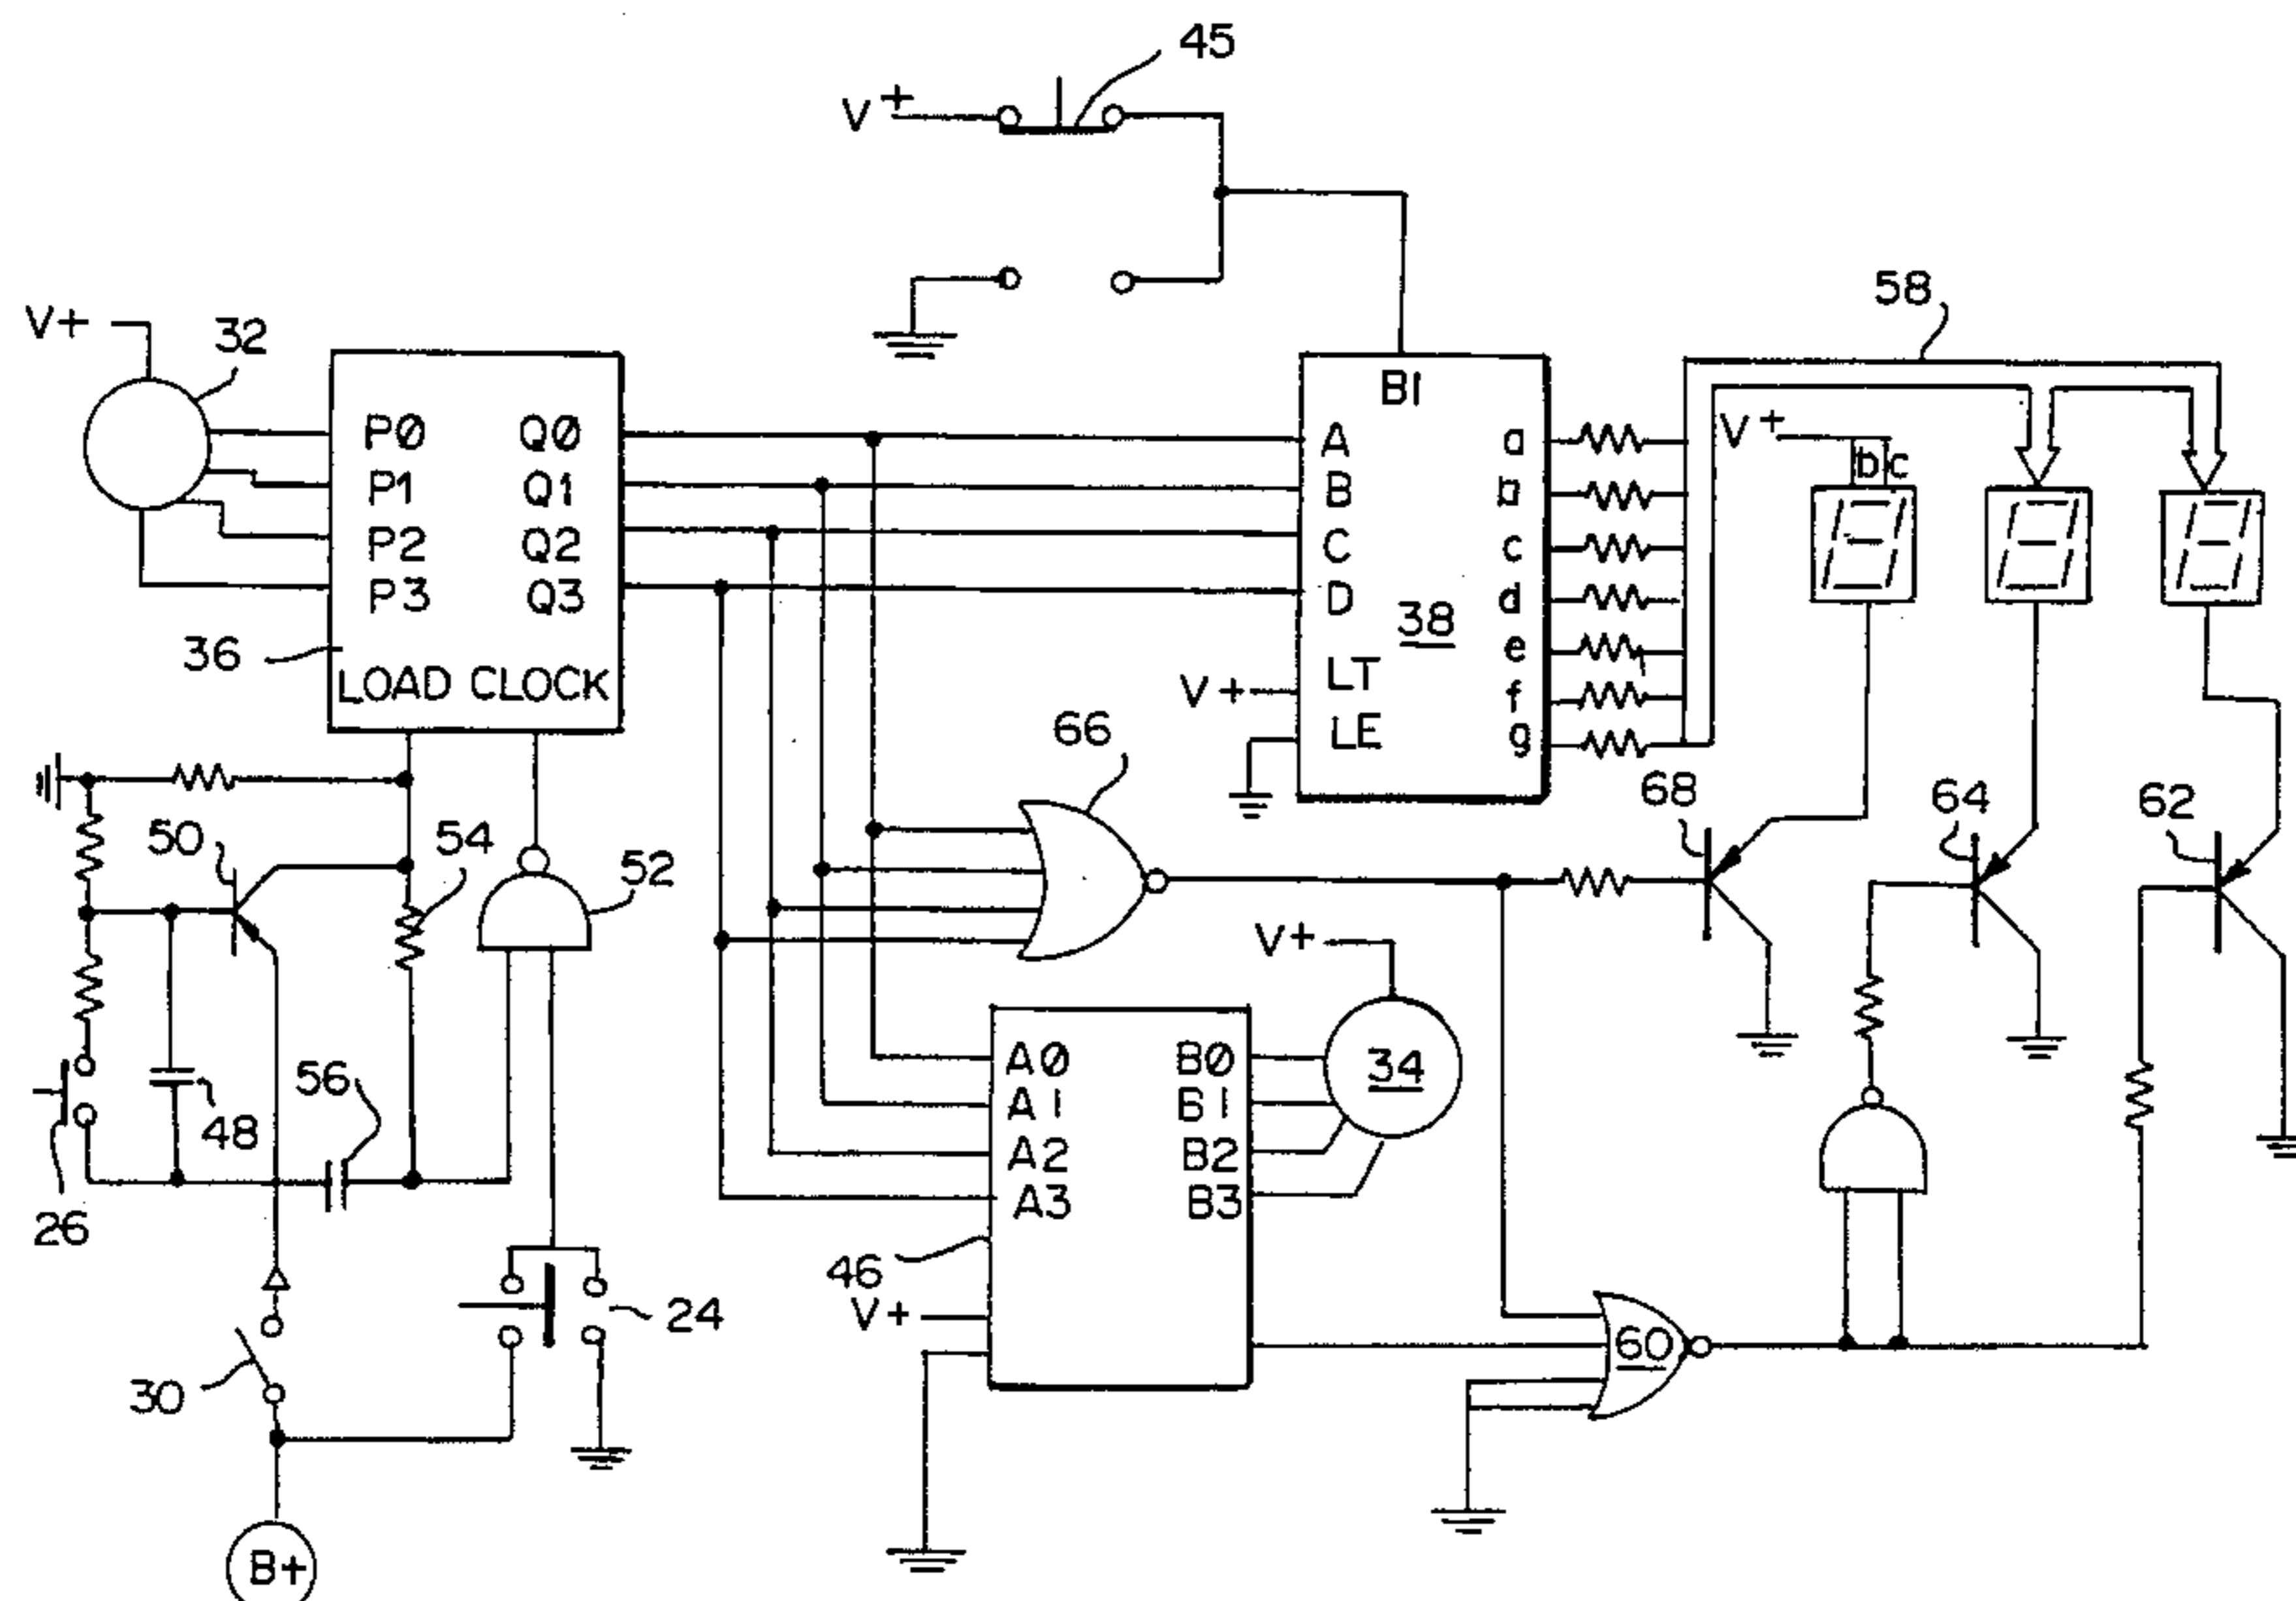 45
V+
58
V+
32
BI
P0 Q0
P1 Q1
P2 Q2
P3 Q3
A a
B b
C c
D d
38
e
LT f
V+
LE g
V+
b c
36
LOAD CLOCK
66
68
64
62
50
54
52
V+
34
A0 B0
A1 B1
A2 B2
A3 B3
56
48
26
46
V+
24
60
30
B+